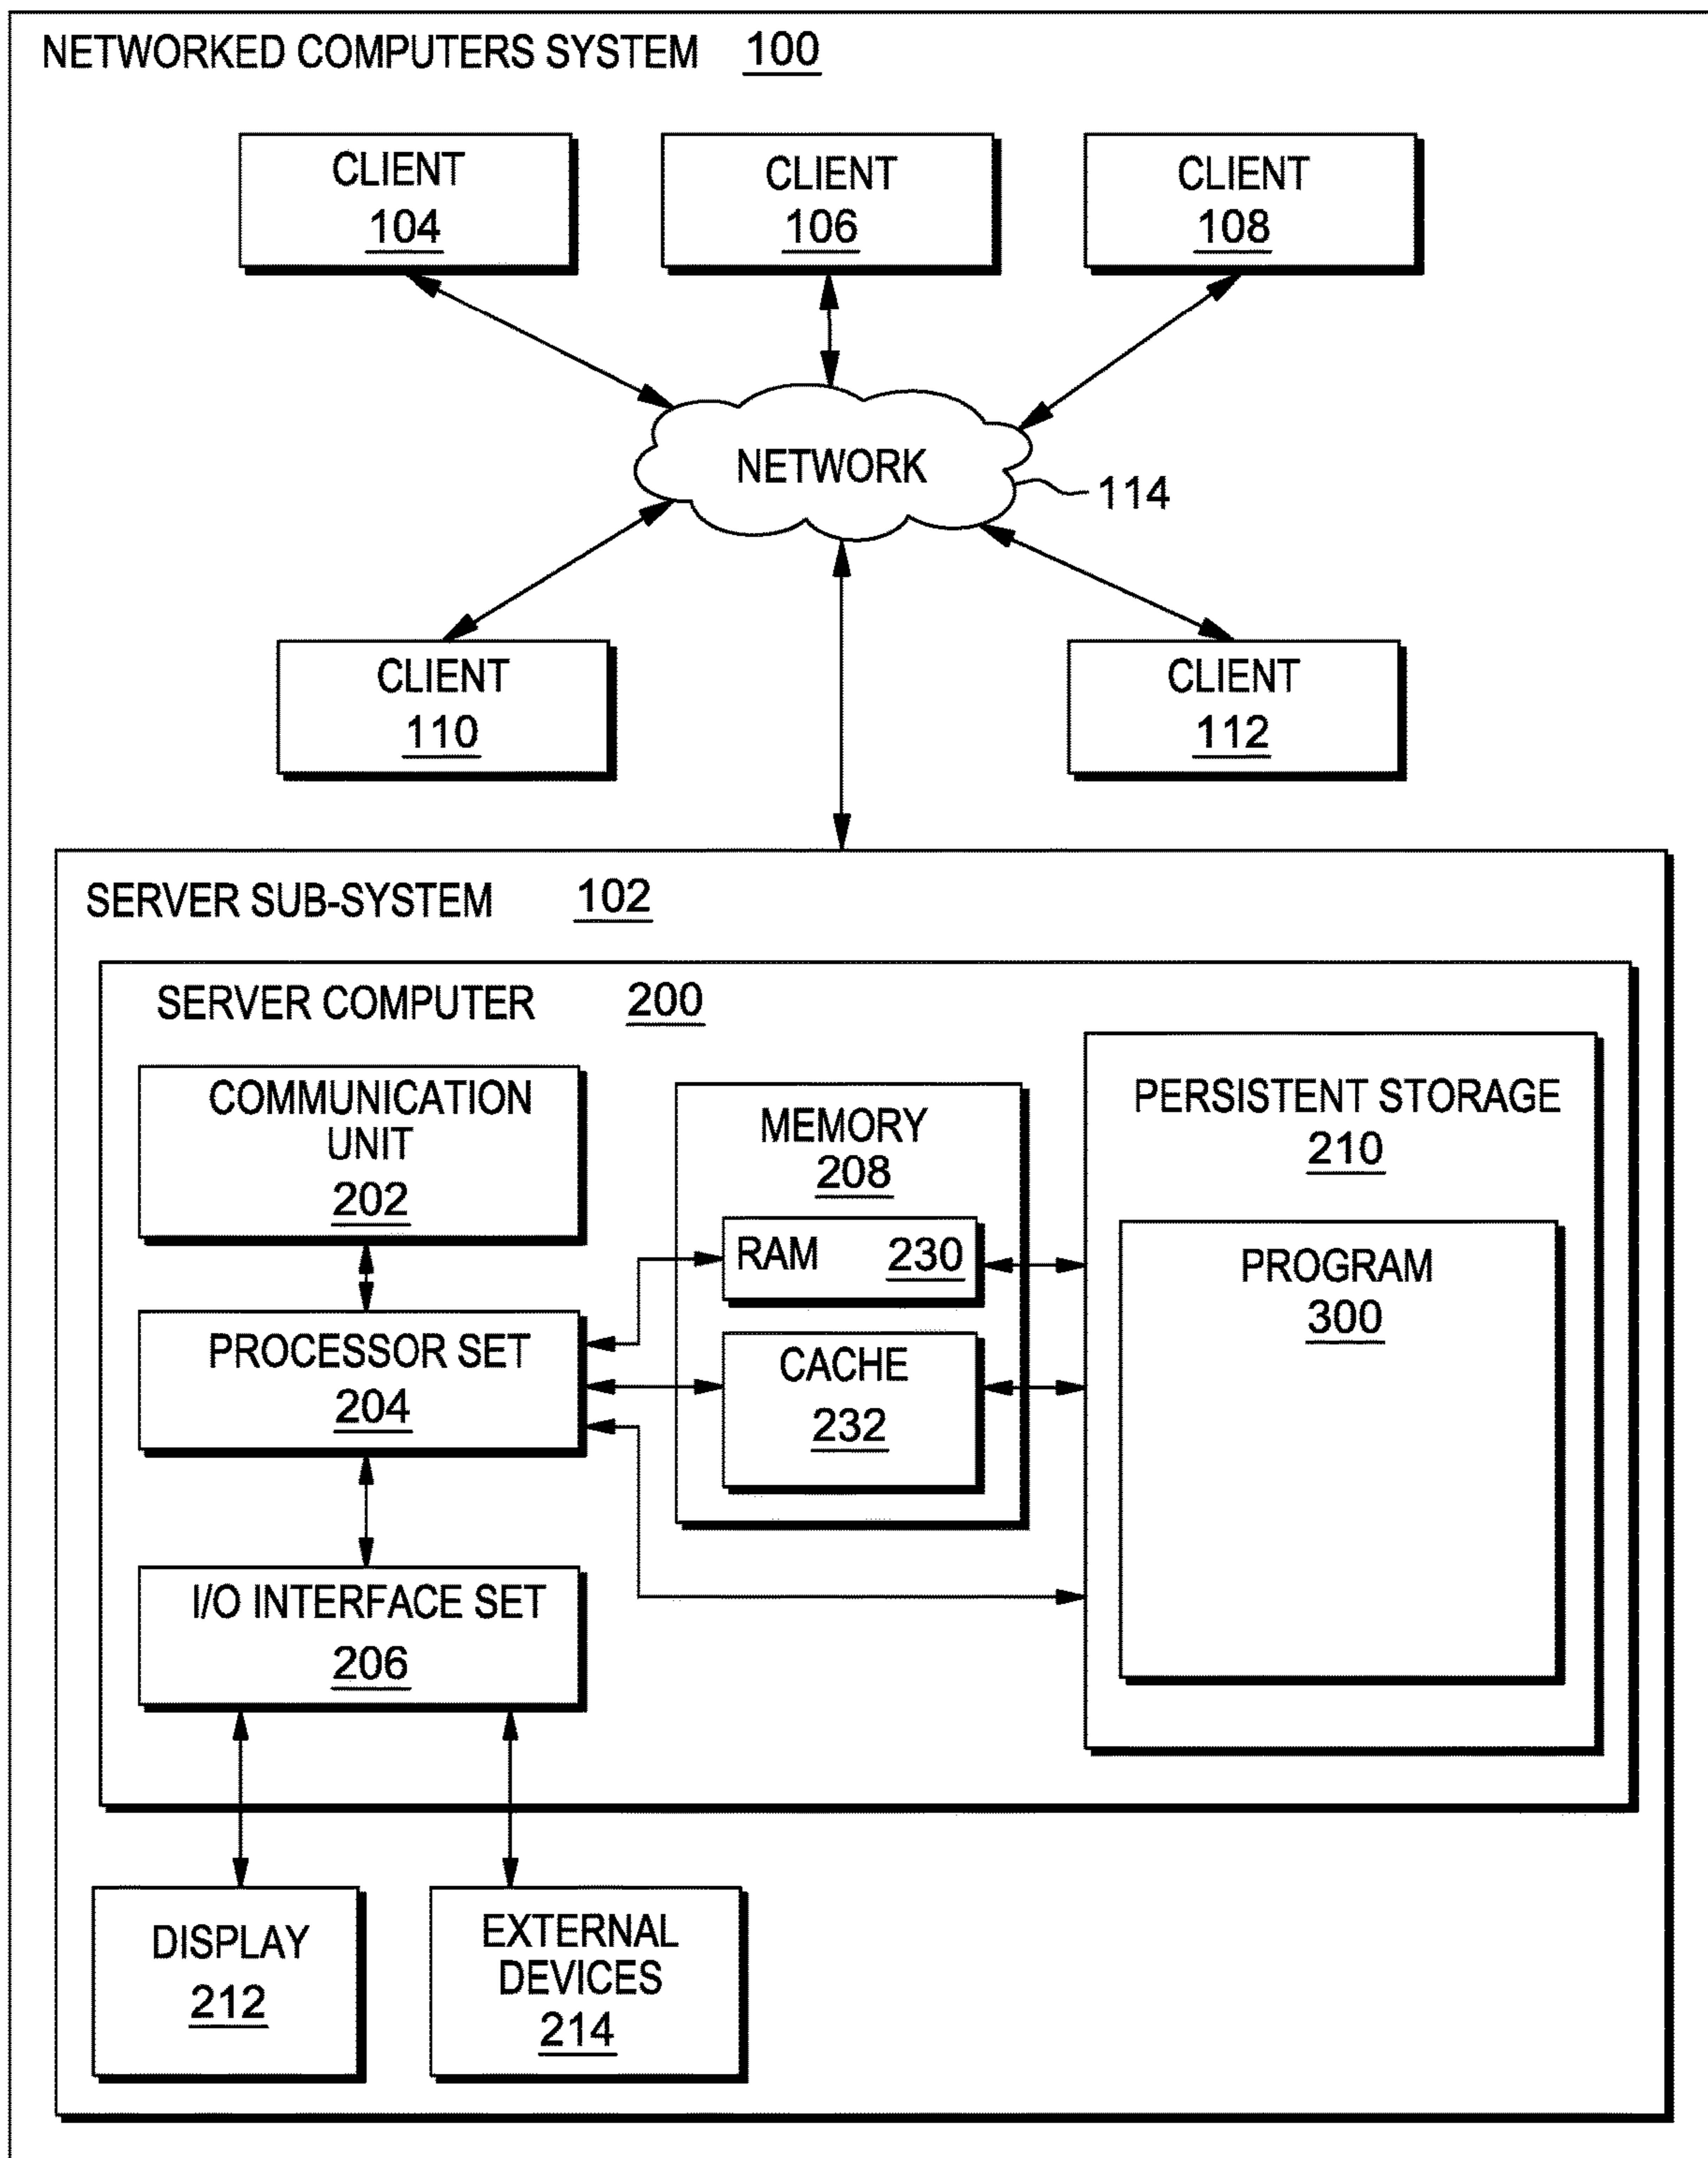 NETWORKED COMPUTERS SYSTEM 100
CLIENT
104
CLIENT
106
CLIENT
108
NETWORK
114
CLIENT
110
CLIENT
112
SERVER SUB-SYSTEM 102
SERVER COMPUTER 200
COMMUNICATION
UNIT
202
PROCESSOR SET
204
I/O INTERFACE SET
206
MEMORY
208
RAM 230
CACHE
232
PERSISTENT STORAGE
210
PROGRAM
300
DISPLAY
212
EXTERNAL
DEVICES
214